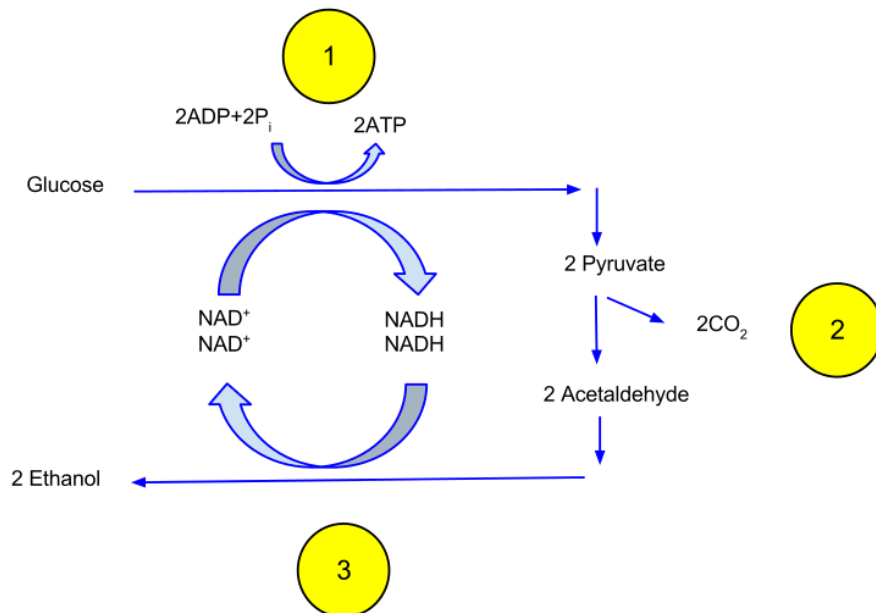 1
2ADP+2Pᵢ 2ATP
Glucose
2 Pyruvate
NAD⁺ NADH
NAD⁺ NADH
2CO₂ 2
2 Acetaldehyde
2 Ethanol
3